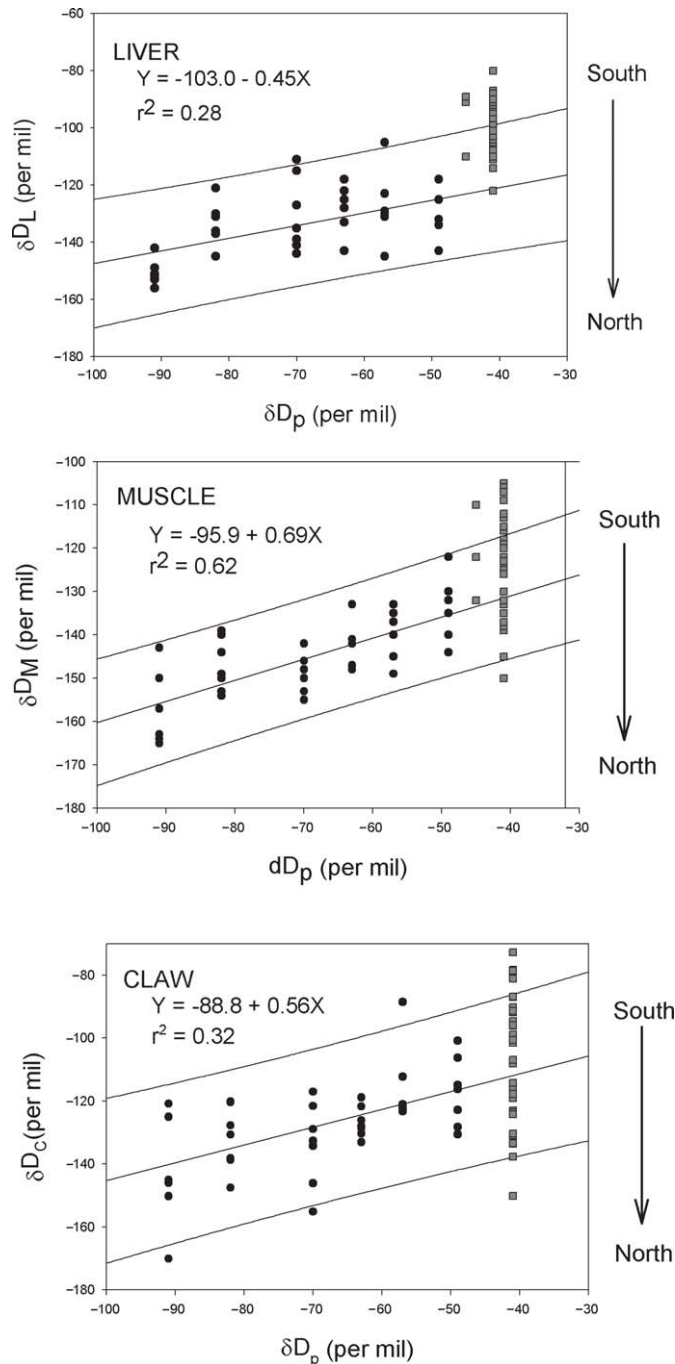 −60
−80
−100
−120
−140
−160
−180
−100 −90 −80 −70 −60 −50 −40 −30
LIVER
Y = -103.0 - 0.45X
r2 = 0.28
δDL (per mil)
δDp (per mil)
South
North
−100
−110
−120
−130
−140
−150
−160
−170
−180
−100 −90 −80 −70 −60 −50 −40 −30
MUSCLE
Y = -95.9 + 0.69X
r2 = 0.62
δDM (per mil)
dDp (per mil)
South
North
−80
−100
−120
−140
−160
−180
−100 −90 −80 −70 −60 −50 −40 −30
CLAW
Y = -88.8 + 0.56X
r2 = 0.32
δDC(per mil)
δDp (per mil)
South
North